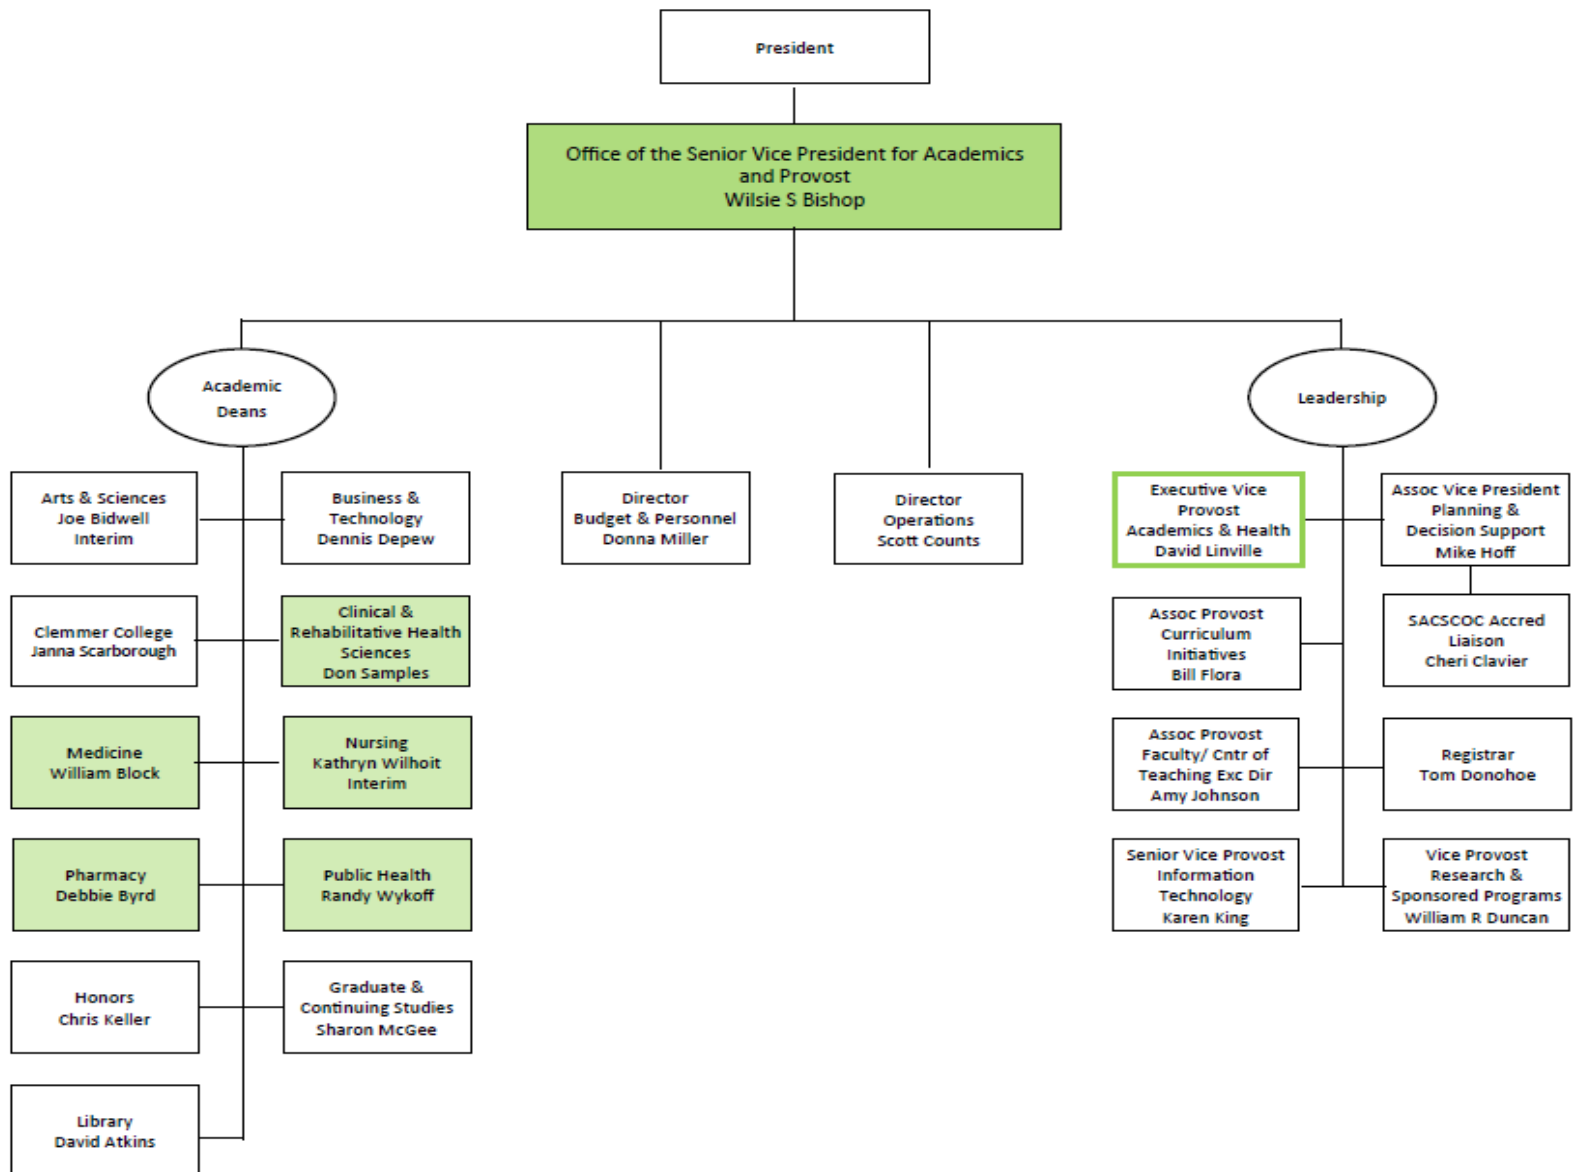 President
Office of the Senior Vice President for Academics
and Provost
Wilsie S Bishop
Academic
Deans
Leadership
Arts & Sciences
Joe Bidwell
Interim
Business &
Technology
Dennis Depew
Director
Budget & Personnel
Donna Miller
Director
Operations
Scott Counts
Executive Vice
Provost
Academics & Health
David Linville
Assoc Vice President
Planning &
Decision Support
Mike Hoff
Clemmer College
Janna Scarborough
Clinical &
Rehabilitative Health
Sciences
Don Samples
Assoc Provost
Curriculum
Initiatives
Bill Flora
SACSCOC Accred
Liaison
Cheri Clavier
Medicine
William Block
Nursing
Kathryn Wilhoit
Interim
Assoc Provost
Faculty/ Cntr of
Teaching Exc Dir
Amy Johnson
Registrar
Tom Donohoe
Pharmacy
Debbie Byrd
Public Health
Randy Wykoff
Senior Vice Provost
Information
Technology
Karen King
Vice Provost
Research &
Sponsored Programs
William R Duncan
Honors
Chris Keller
Graduate &
Continuing Studies
Sharon McGee
Library
David Atkins